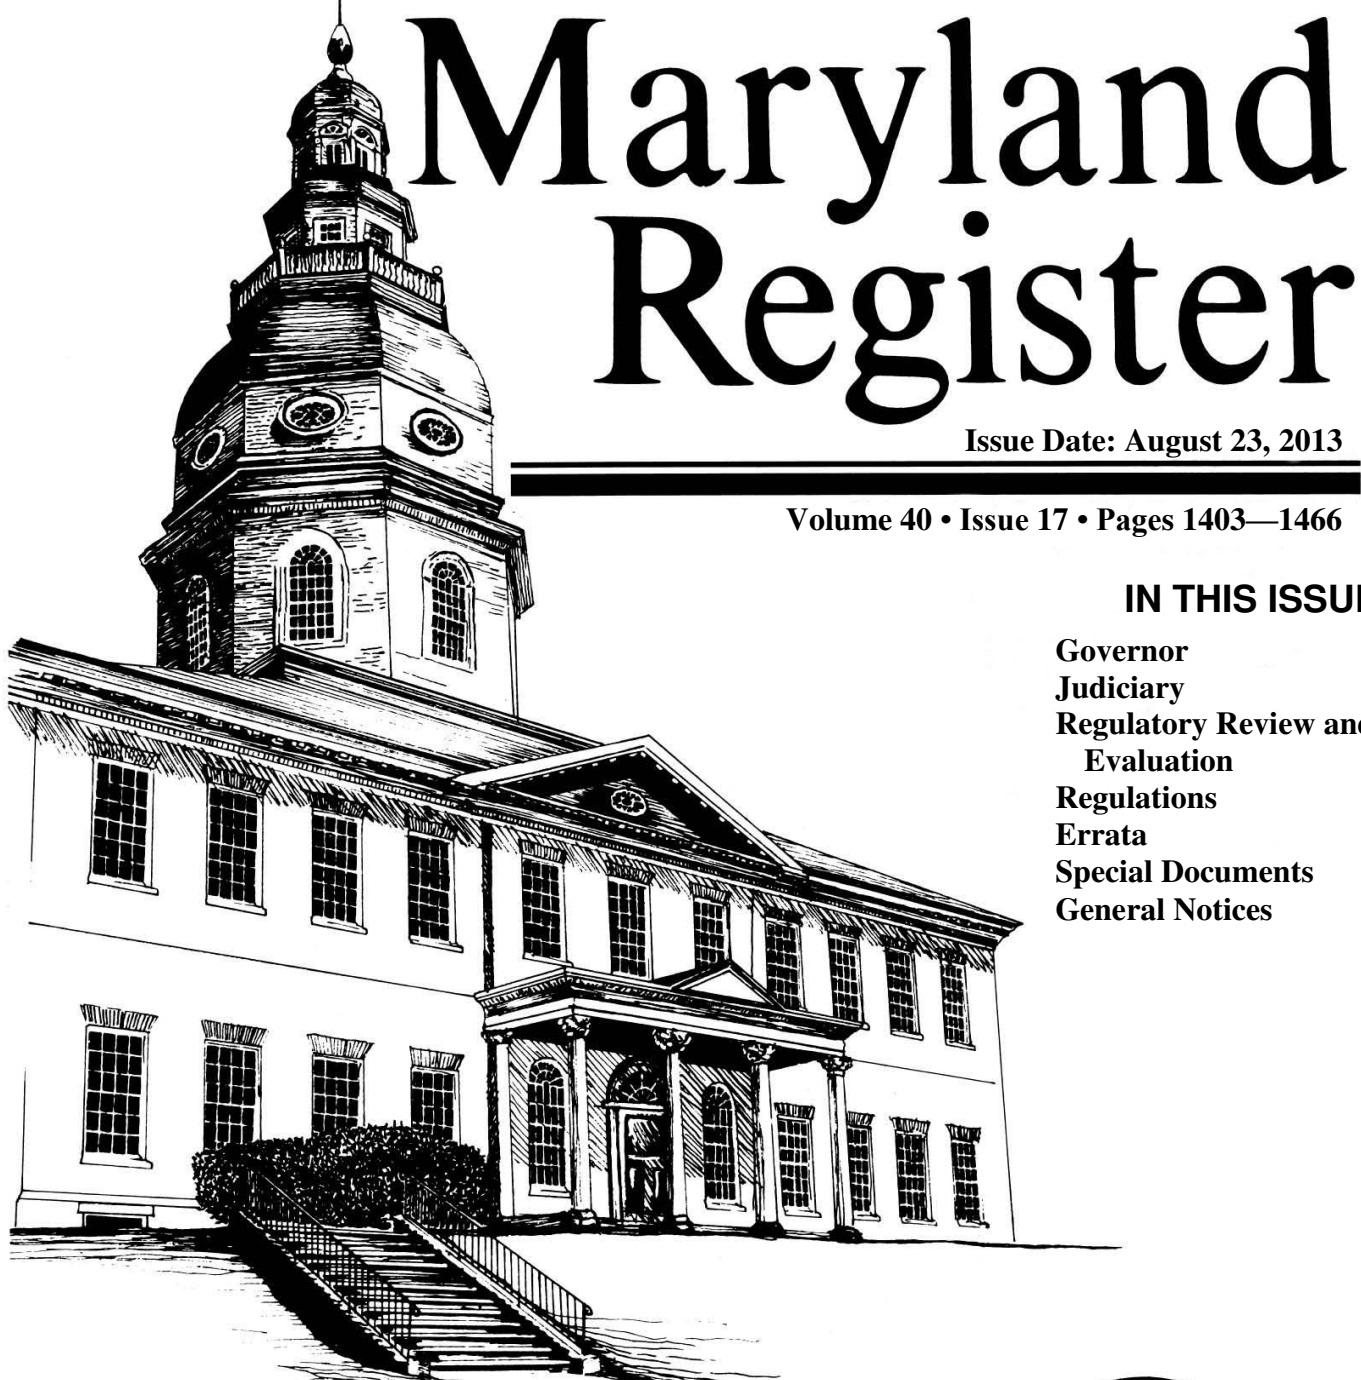 Maryland
Register
Issue Date: August 23, 2013
Volume 40 • Issue 17 • Pages 1403—1466
IN THIS ISSU
Governor
Judiciary
Regulatory Review and
Evaluation
Regulations
Errata
Special Documents
General Notices